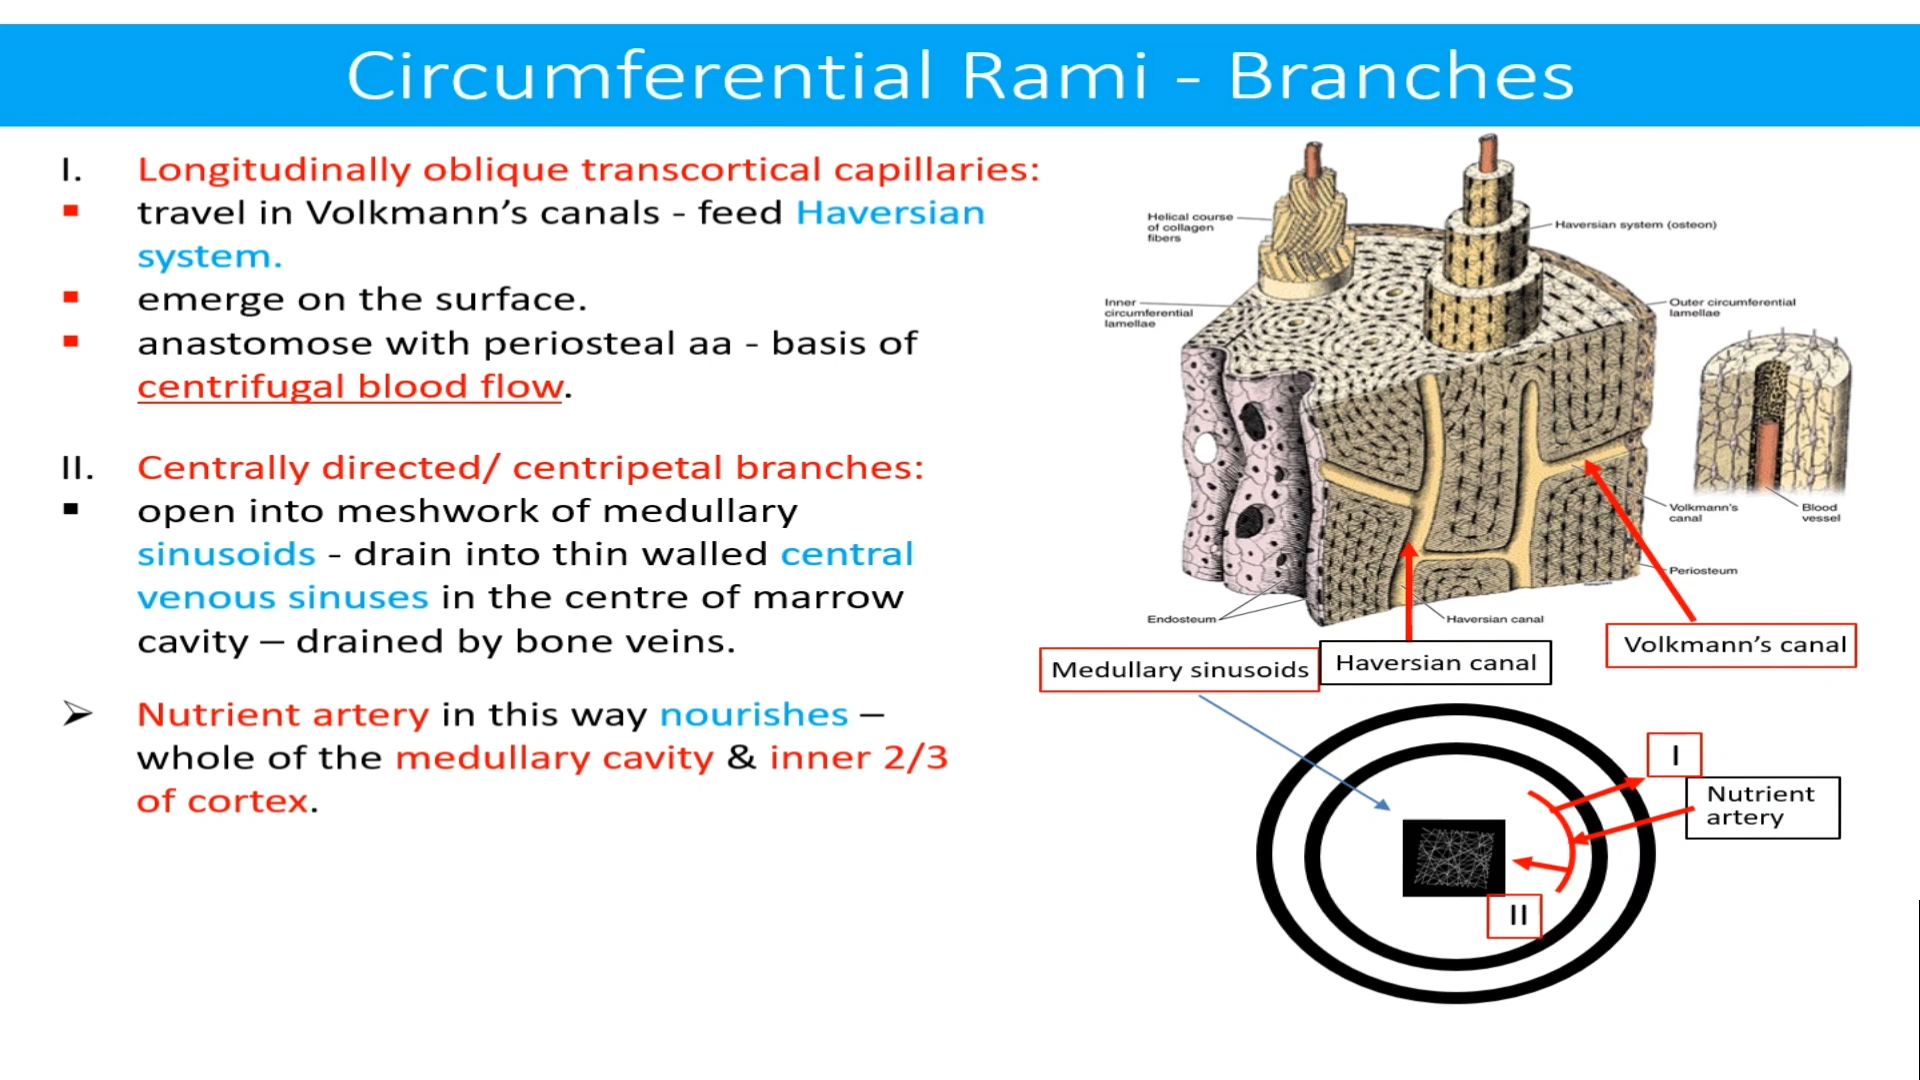 Circumferential Rami - Branches
I. Longitudinally oblique transcortical capillaries:
▪ travel in Volkmann’s canals - feed Haversian
system.
▪ emerge on the surface.
▪ anastomose with periosteal aa - basis of
centrifugal blood flow.
II. Centrally directed/ centripetal branches:
▪ open into meshwork of medullary
sinusoids - drain into thin walled central
venous sinuses in the centre of marrow
cavity – drained by bone veins.
➢ Nutrient artery in this way nourishes –
whole of the medullary cavity & inner 2/3
of cortex.
Helical course
of collagen
fibers
Haversian system (osteon)
Inner
circumferential
lamellae
Outer circumferential
lamellae
Volkmann's
canal
Blood
vessel
Periosteum
Endosteum
Haversian canal
Volkmann’s canal
Haversian canal
Medullary sinusoids
I
Nutrient
artery
II